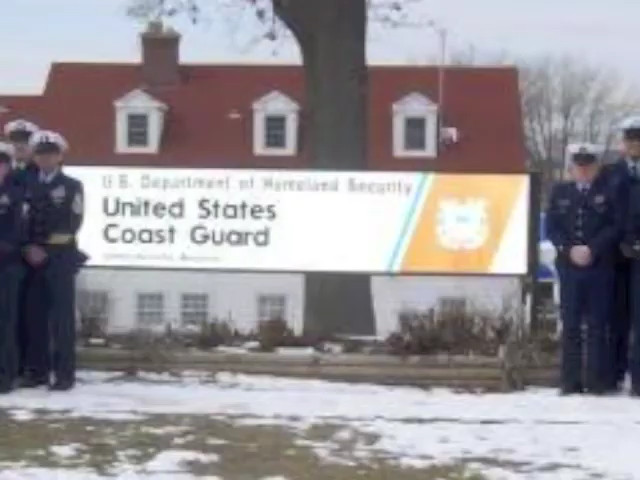 U.S. Department of Homeland Security
United States
Coast Guard